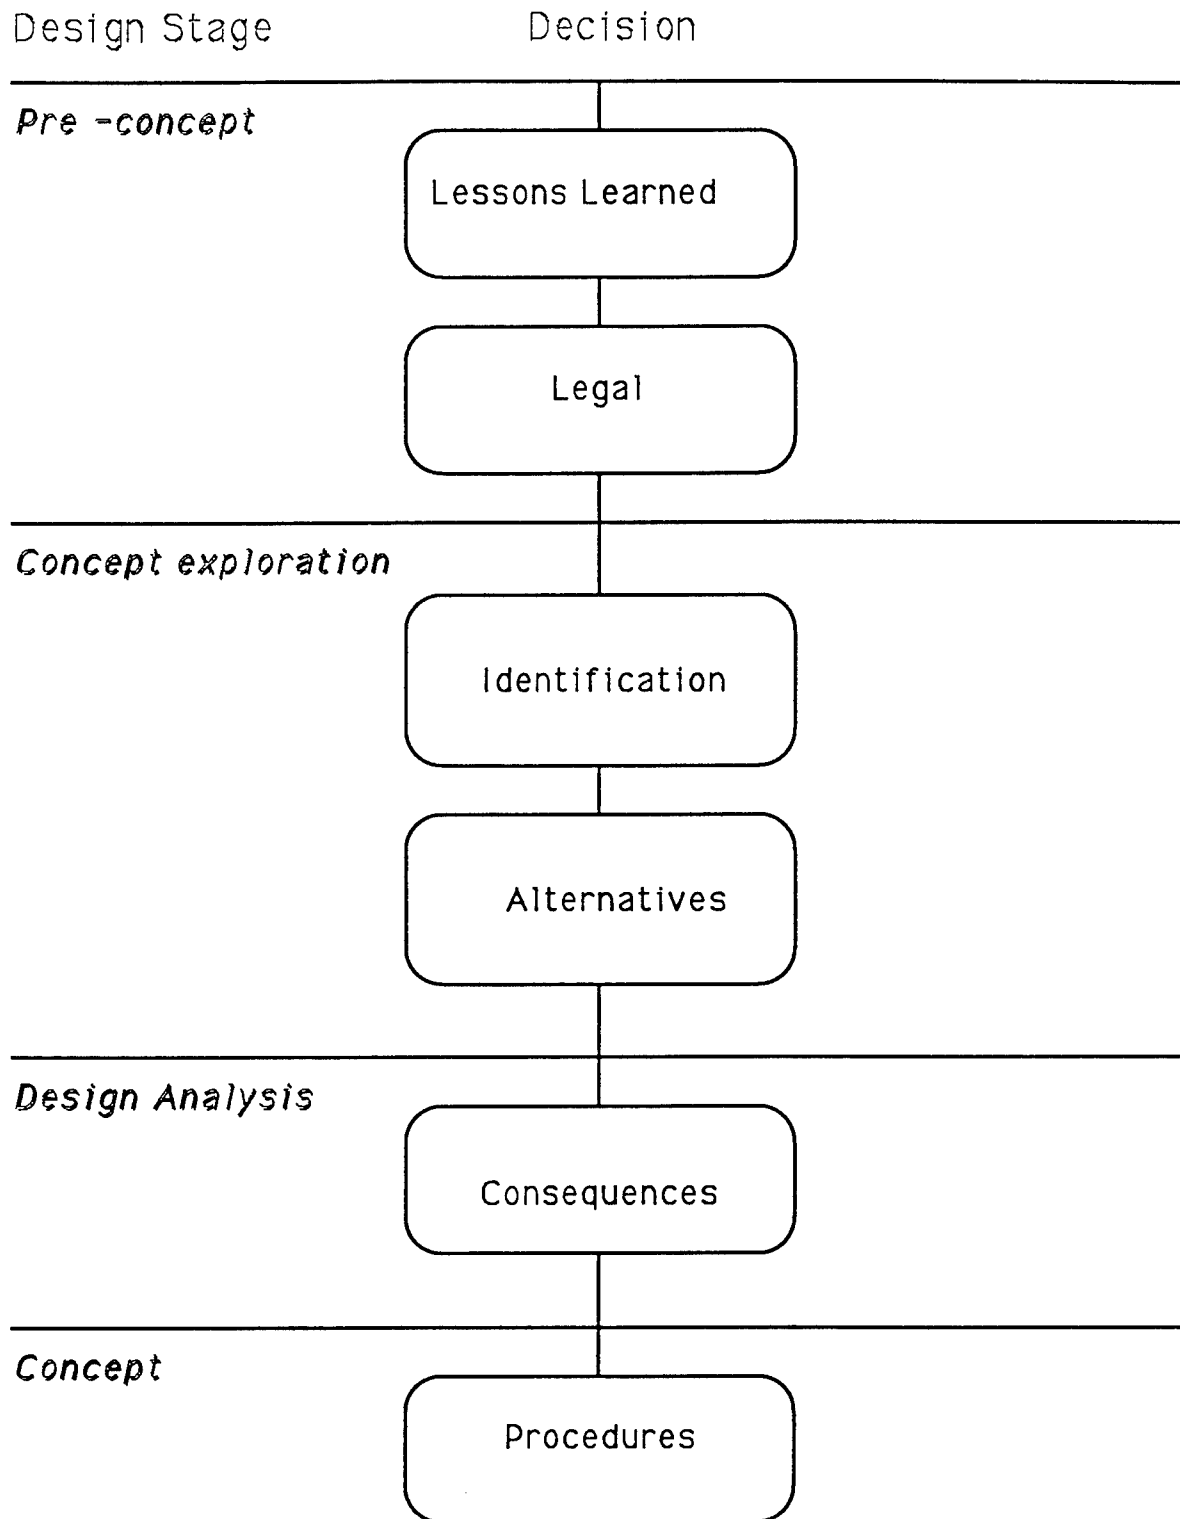 Design Stage
Decision
Pre -concept
Lessons Learned
Legal
Concept exploration
Identification
Alternatives
Design Analysis
Consequences
Concept
Procedures